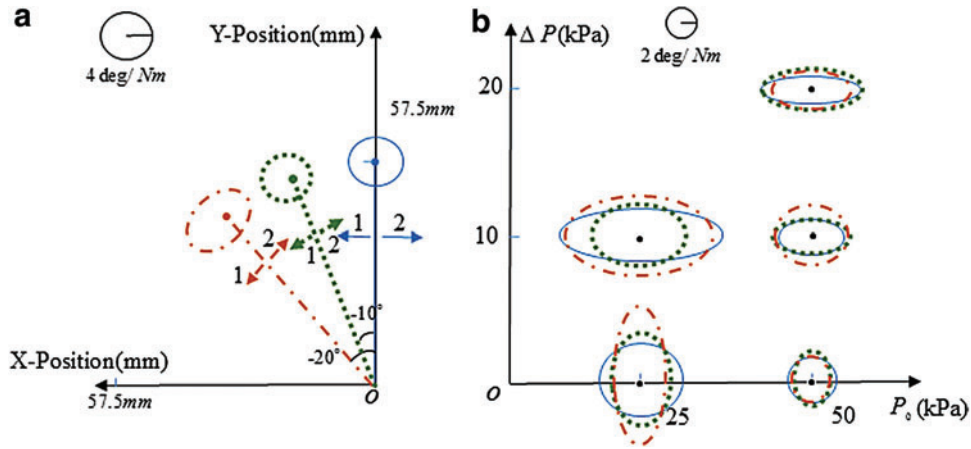 a
Y-Position(mm)
4 deg/ Nm
57.5mm
1
2
1
2
2
1
1
2
-10°
-20°
X-Position(mm)
57.5mm
O
b
Δ P(kPa)
2 deg/Nm
20
10
O
25
50
P₀ (kPa)